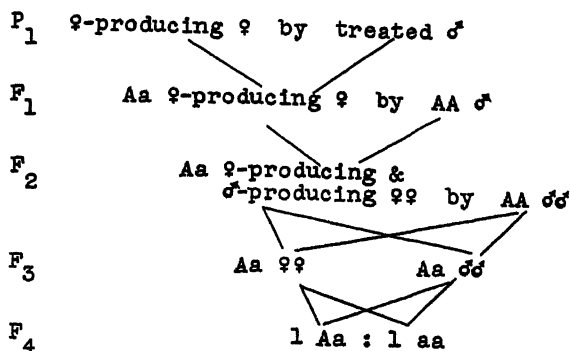 P1 ♀-producing ♀ by treated ♂
F1 Aa ♀-producing ♀ by AA ♂
F2 Aa ♀-producing &
♂-producing ♀♀ by AA ♂♂
F3 Aa ♀♀ Aa ♂♂
F4 1 Aa : 1 aa